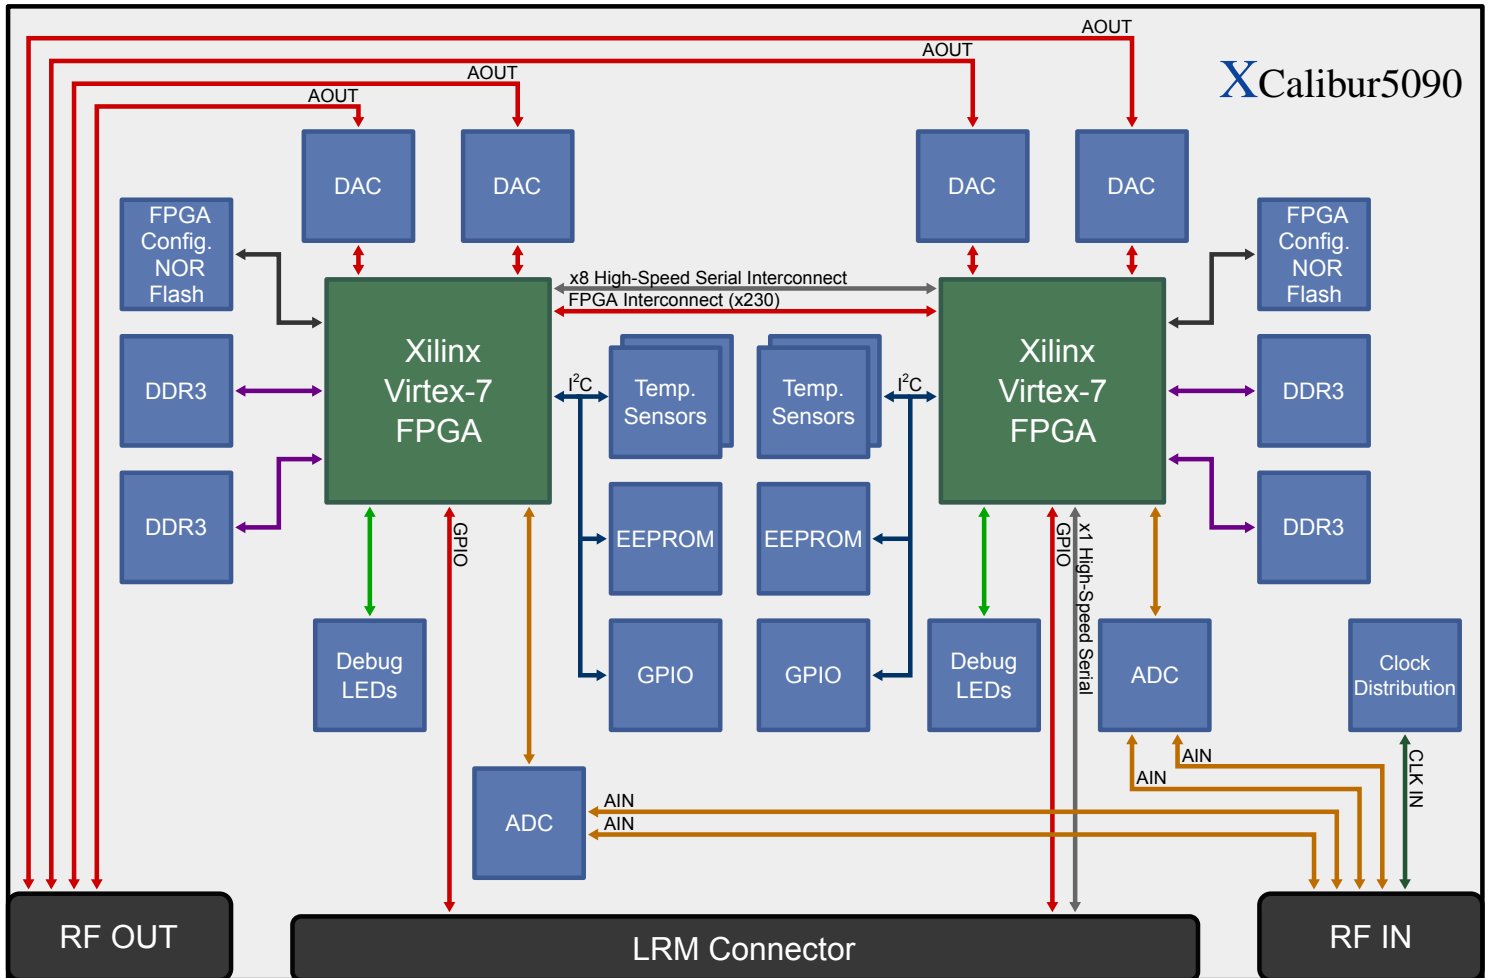 AOUT
AOUT
AOUT
AOUT
XCalibur5090
DAC
DAC
DAC
DAC
FPGA
Config.
NOR
Flash
FPGA
Config.
NOR
Flash
x8 High-Speed Serial Interconnect
FPGA Interconnect (x230)
Xilinx
Virtex-7
FPGA
Xilinx
Virtex-7
FPGA
DDR3
I²C
Temp.
Sensors
Temp.
Sensors
I²C
DDR3
DDR3
GPIO
EEPROM
EEPROM
GPIO
x1 High-Speed Serial
DDR3
Debug
LEDs
GPIO
GPIO
Debug
LEDs
ADC
Clock
Distribution
AIN
AIN
CLK IN
ADC
AIN
AIN
RF OUT
LRM Connector
RF IN